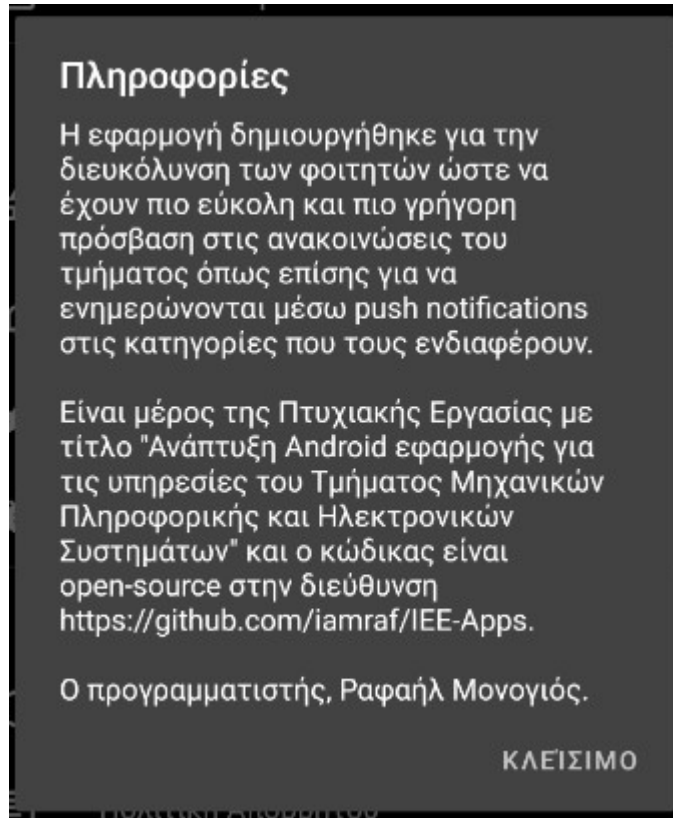 Πληροφορίες
Η εφαρμογή δημιουργήθηκε για την
διευκόλυνση των φοιτητών ώστε να
έχουν πιο εύκολη και πιο γρήγορη
πρόσβαση στις ανακοινώσεις του
τμήματος όπως επίσης για να
ενημερώνονται μέσω push notifications
στις κατηγορίες που τους ενδιαφέρουν.
Είναι μέρος της Πτυχιακής Εργασίας με
τίτλο "Ανάπτυξη Android εφαρμογής για
τις υπηρεσίες του Τμήματος Μηχανικών
Πληροφορικής και Ηλεκτρονικών
Συστημάτων" και ο κώδικας είναι
open-source στην διεύθυνση
https://github.com/iamraf/IEE-Apps.
Ο προγραμματιστής, Ραφαήλ Μονογιός.
ΚΛΕΊΣΙΜΟ
Πολιτική Απορρήτου